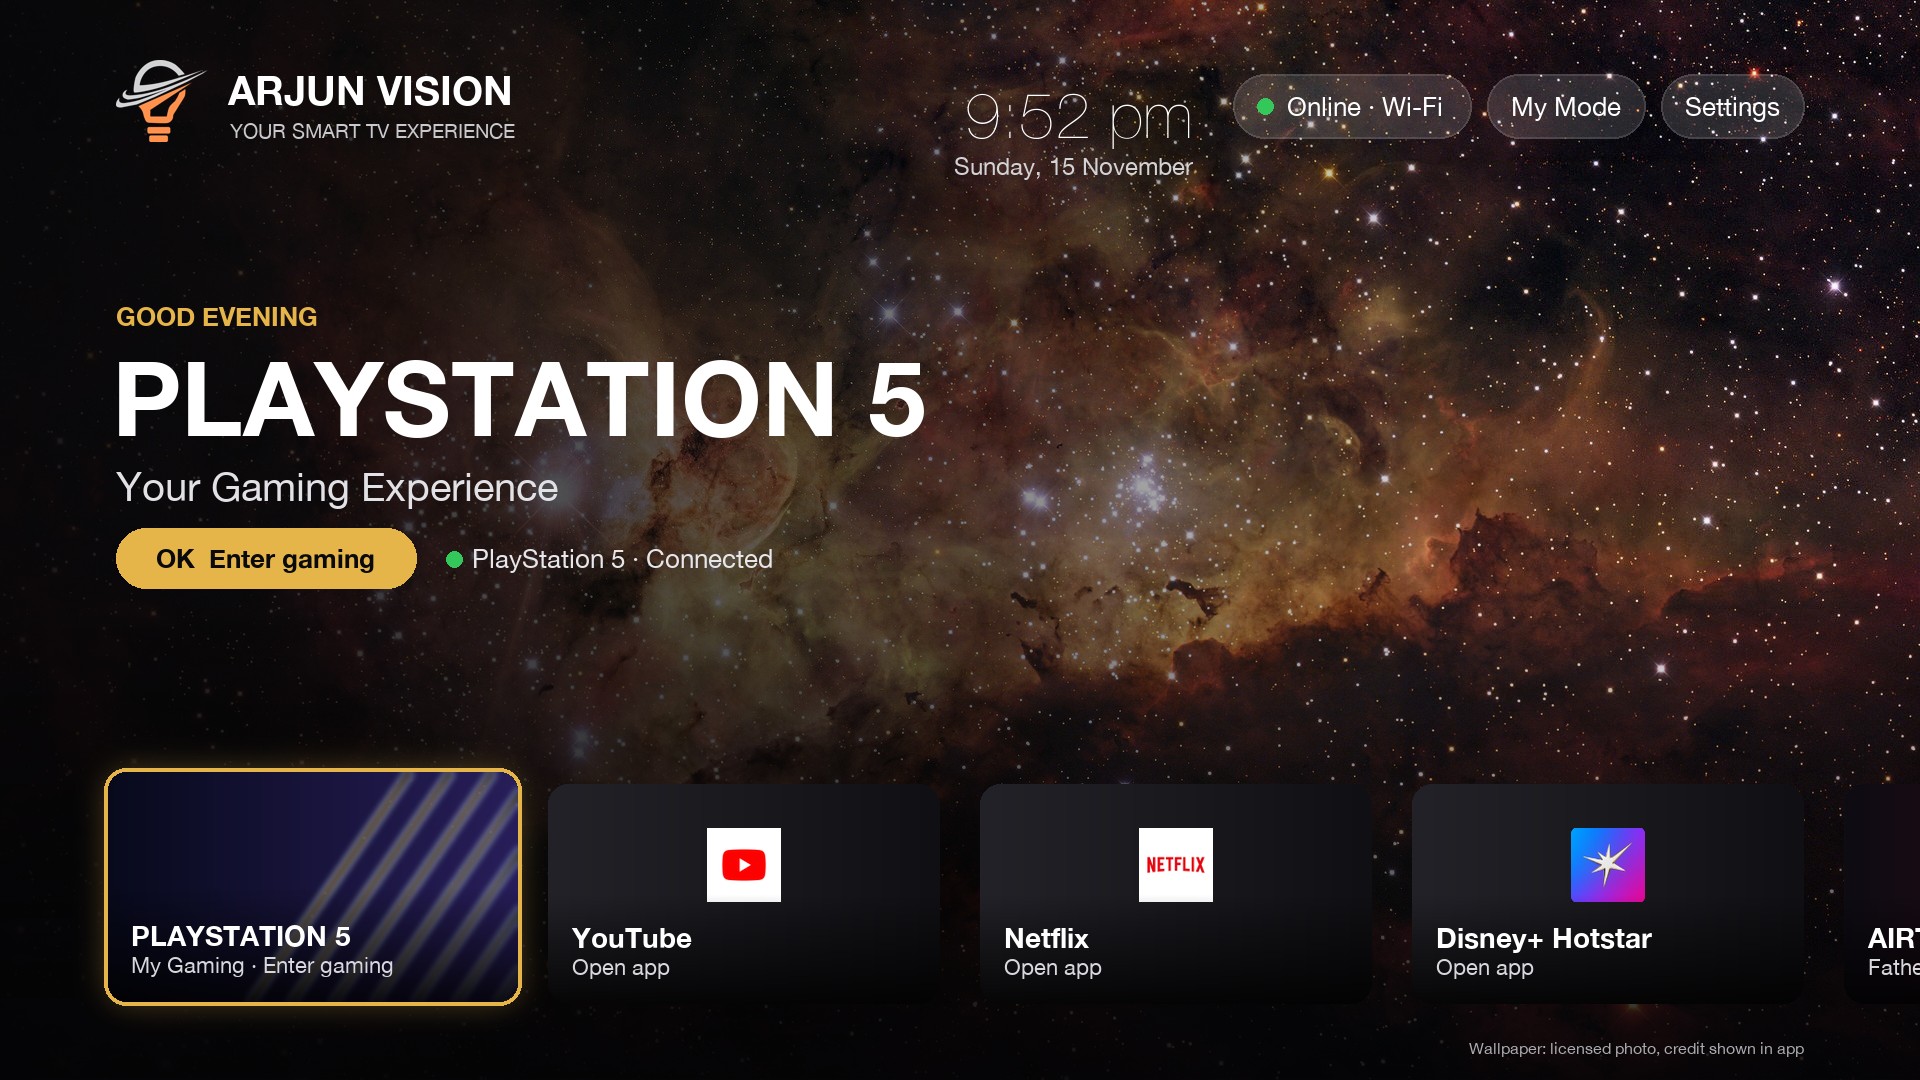 ARJUN VISION
YOUR SMART TV EXPERIENCE
9:52 pm
Sunday, 15 November
Online · Wi-Fi
My Mode
Settings
GOOD EVENING
PLAYSTATION 5
Your Gaming Experience
OK Enter gaming
PlayStation 5 · Connected
PLAYSTATION 5
My Gaming · Enter gaming
YouTube
Open app
NETFLIX
Netflix
Open app
Disney+ Hotstar
Open app
Wallpaper: licensed photo, credit shown in app